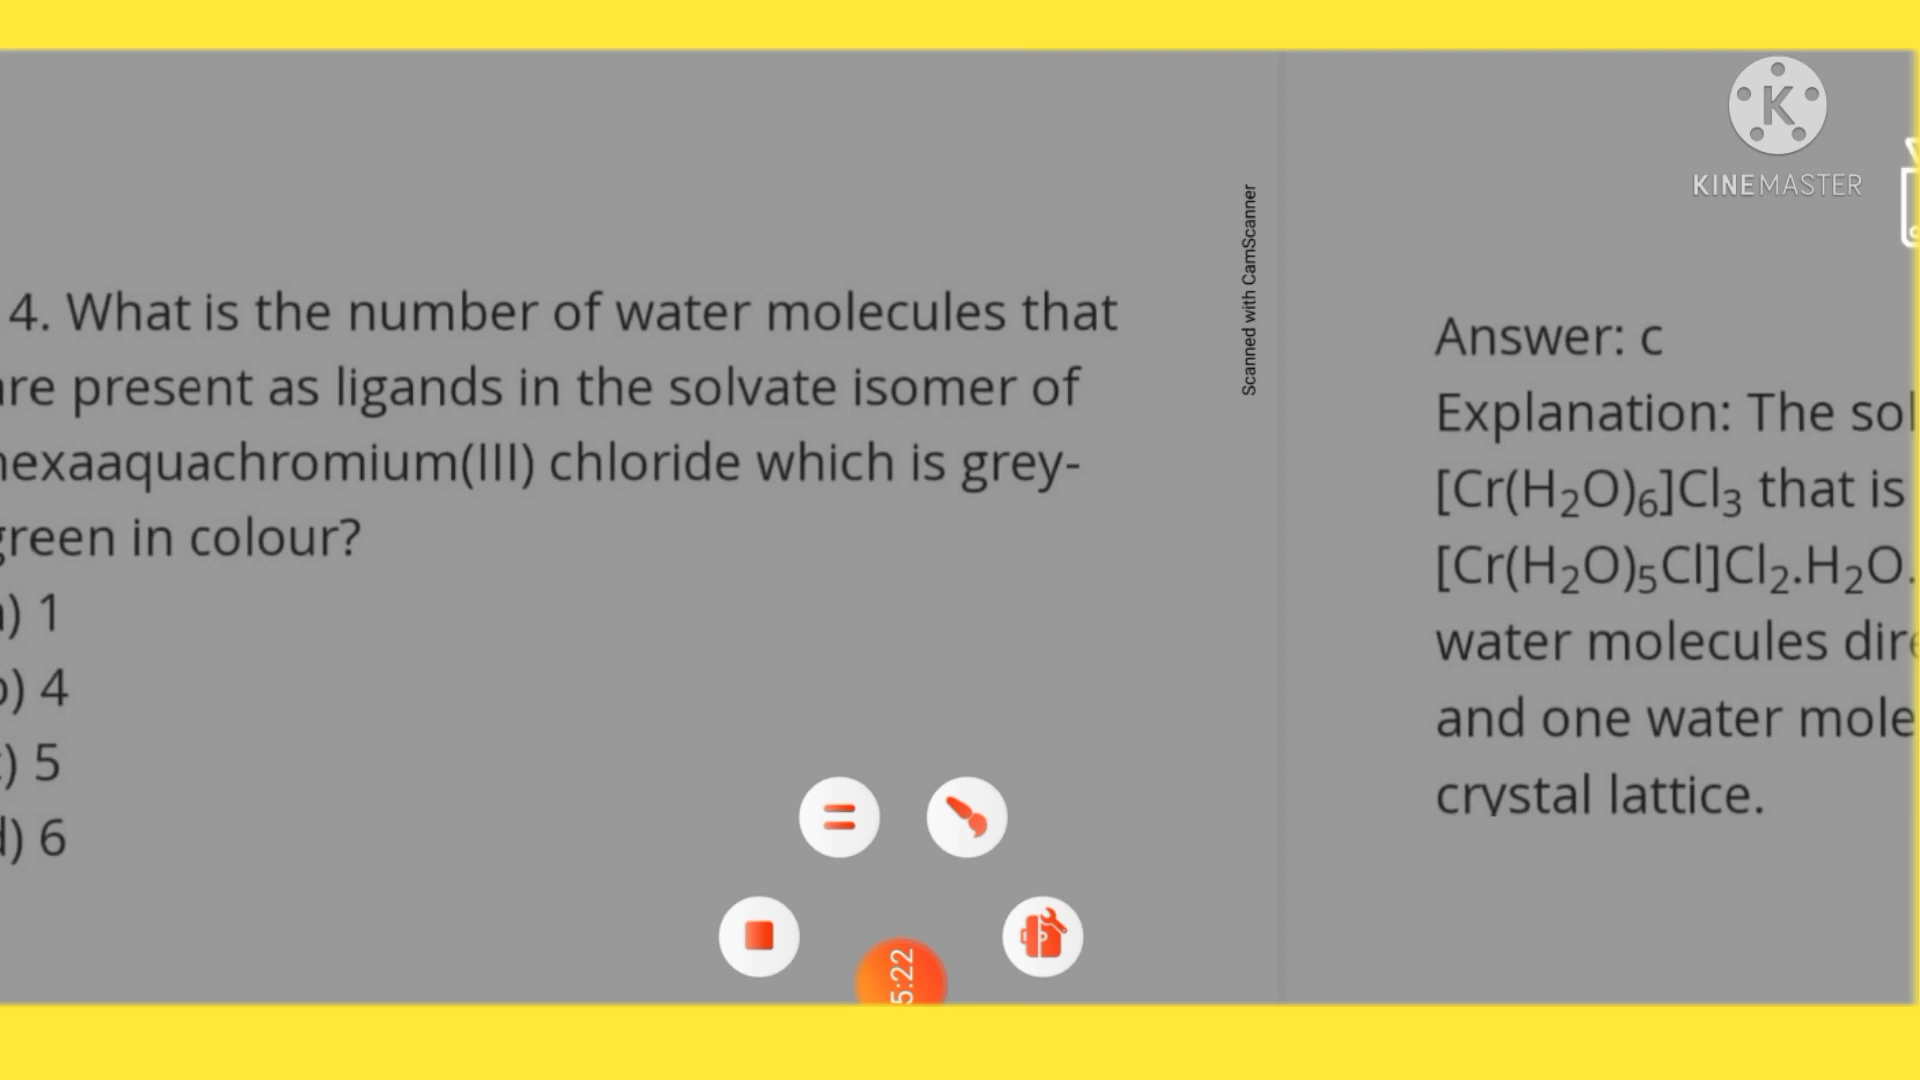 4. What is the number of water molecules that
are present as ligands in the solvate isomer of
hexaaquachromium(III) chloride which is grey-
green in colour?
a) 1
b) 4
c) 5
d) 6
Scanned with CamScanner
Answer: c
Explanation: The sol
[Cr(H₂O)₆]Cl₃ that is
[Cr(H₂O)₅Cl]Cl₂.H₂O.
water molecules dire
and one water mole
crystal lattice.
K
KINEMASTER
5:22